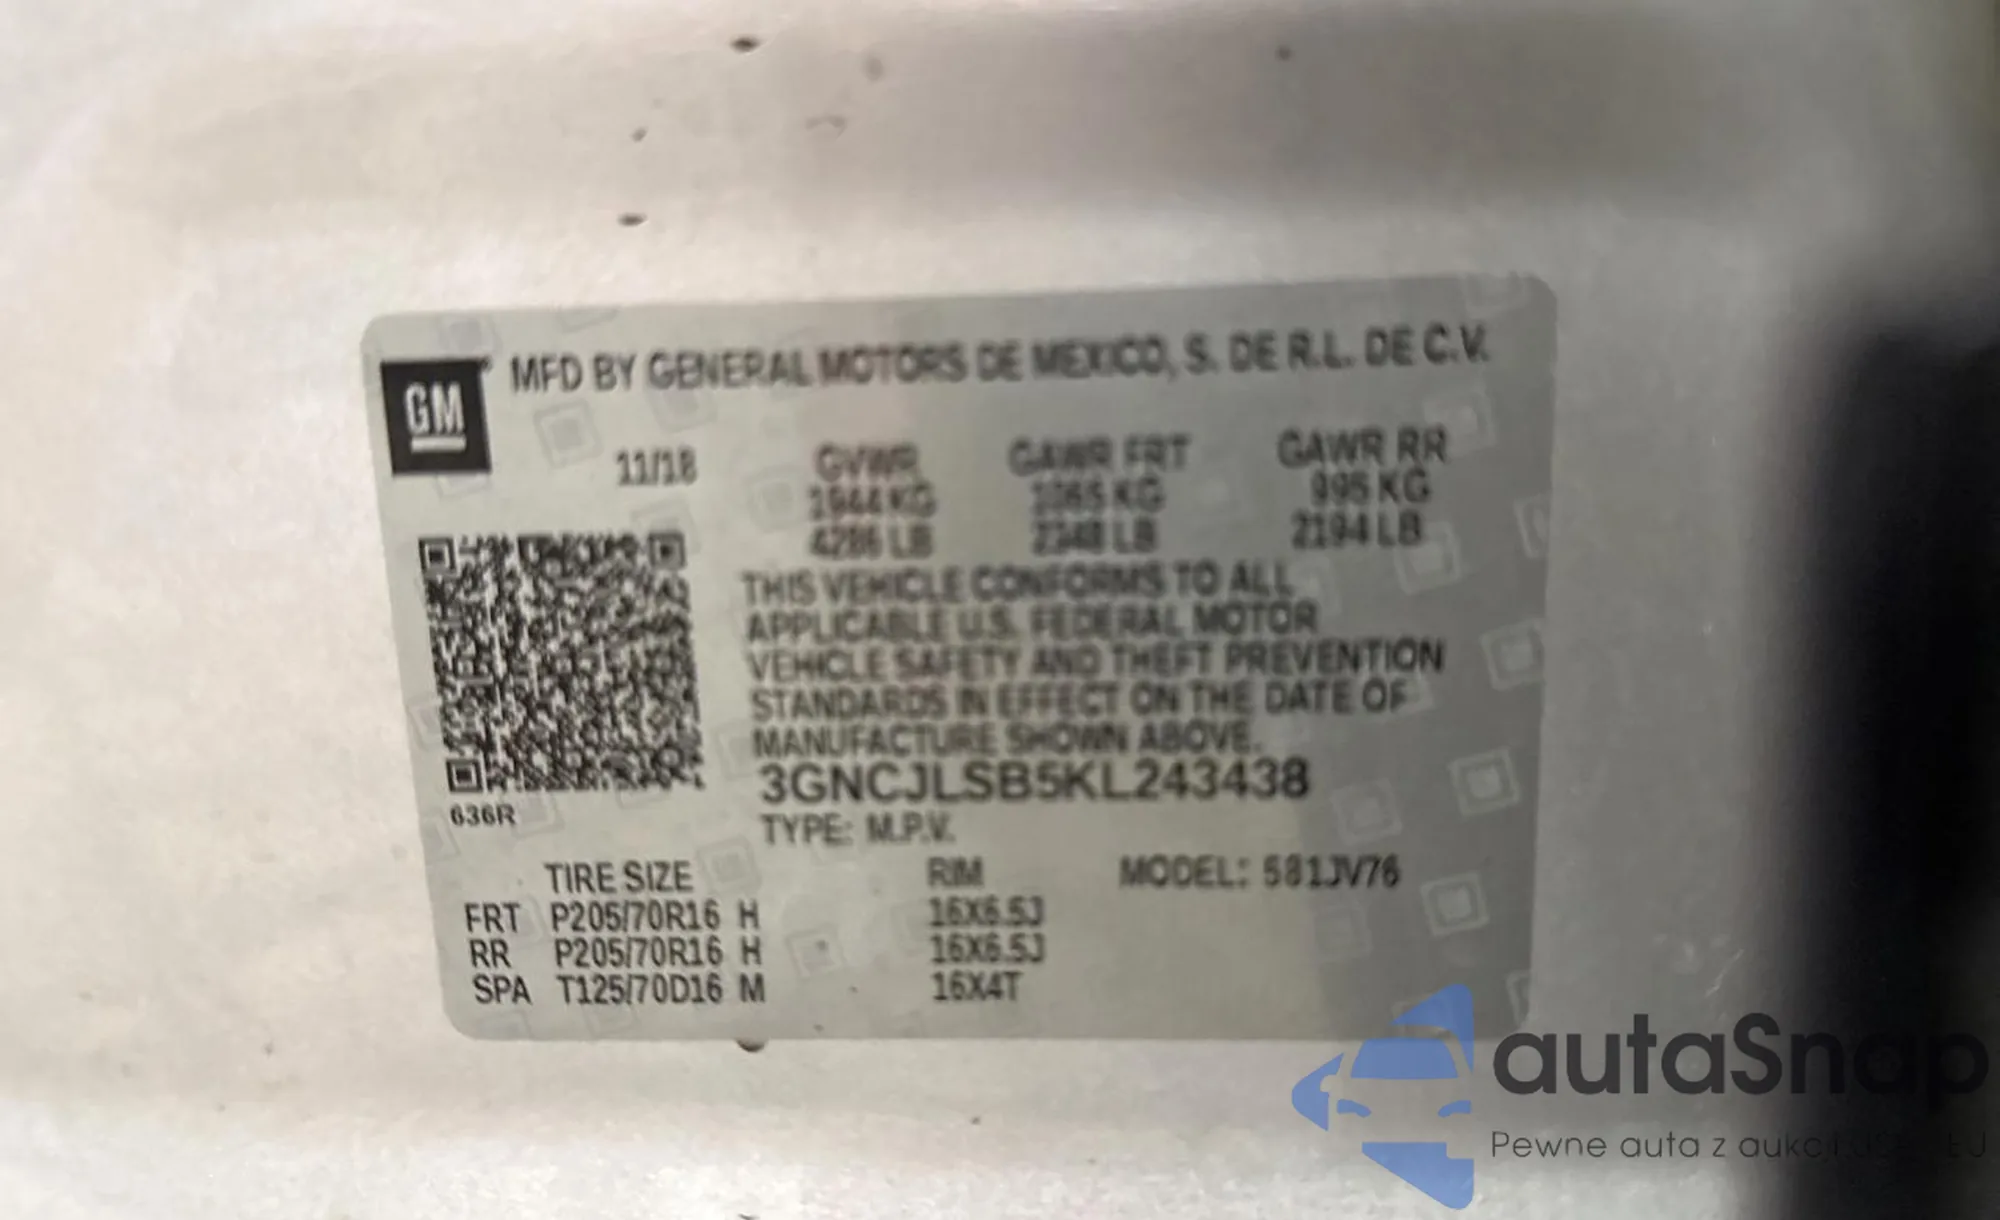 MFD BY GENERAL MOTORS DE MEXICO, S. DE R.L. DE C.V.
GM
11/18 GVWR GAWR FRT GAWR RR
1944 KG 1065 KG 995 KG
4286 LB 2348 LB 2194 LB
THIS VEHICLE CONFORMS TO ALL
APPLICABLE U.S. FEDERAL MOTOR
VEHICLE SAFETY AND THEFT PREVENTION
STANDARDS IN EFFECT ON THE DATE OF
MANUFACTURE SHOWN ABOVE.
3GNCJLSB5KL243438
636R
TYPE: M.P.V.
TIRE SIZE RIM MODEL: 581JV76
FRT P205/70R16 H 16X6.5J
RR P205/70R16 H 16X6.5J
SPA T125/70D16 M 16X4T
autaSnap
Pewne auta z aukcji